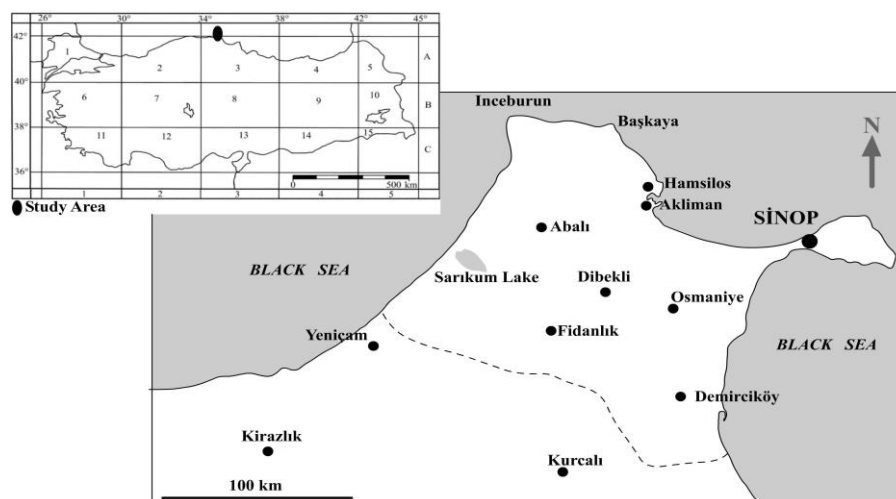 26° 30° 34° 38° 42° 45°
42°
40°
38°
36°
1 2 3 4 5 A
6 7 8 9 10 B
11 12 13 14 15 C
0 500 km
1 2 3 4 5
Study Area
Inceburun
Başkaya
N
Hamsilos
Akliman
SİNOP
Abalı
BLACK SEA
Sarıkum Lake
Dibekli
Osmaniye
Yeniçam
Fidanlık
BLACK SEA
Demirciköy
Kirazlık
Kurcalı
100 km